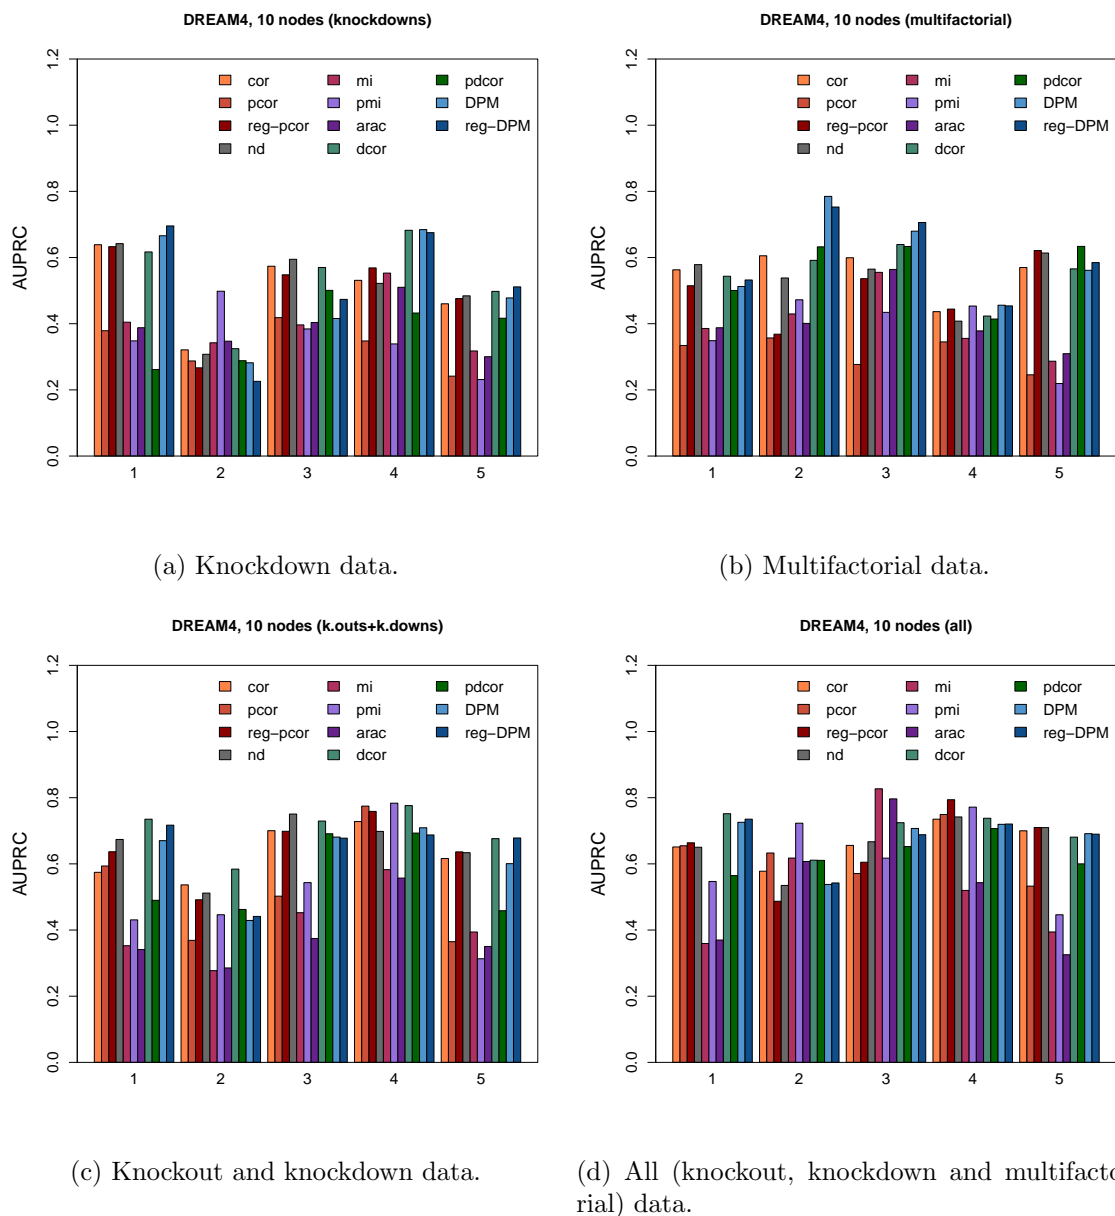 DREAM4, 10 nodes (knockdowns)
AUPRC
0.0 0.2 0.4 0.6 0.8 1.0 1.2
cor mi pdcor
pcor pmi DPM
reg−pcor arac reg−DPM
nd dcor
1 2 3 4 5
(a) Knockdown data.
DREAM4, 10 nodes (multifactorial)
AUPRC
0.0 0.2 0.4 0.6 0.8 1.0 1.2
cor mi pdcor
pcor pmi DPM
reg−pcor arac reg−DPM
nd dcor
1 2 3 4 5
(b) Multifactorial data.
DREAM4, 10 nodes (k.outs+k.downs)
AUPRC
0.0 0.2 0.4 0.6 0.8 1.0 1.2
cor mi pdcor
pcor pmi DPM
reg−pcor arac reg−DPM
nd dcor
1 2 3 4 5
(c) Knockout and knockdown data.
DREAM4, 10 nodes (all)
AUPRC
0.0 0.2 0.4 0.6 0.8 1.0 1.2
cor mi pdcor
pcor pmi DPM
reg−pcor arac reg−DPM
nd dcor
1 2 3 4 5
(d) All (knockout, knockdown and multifacto
rial) data.